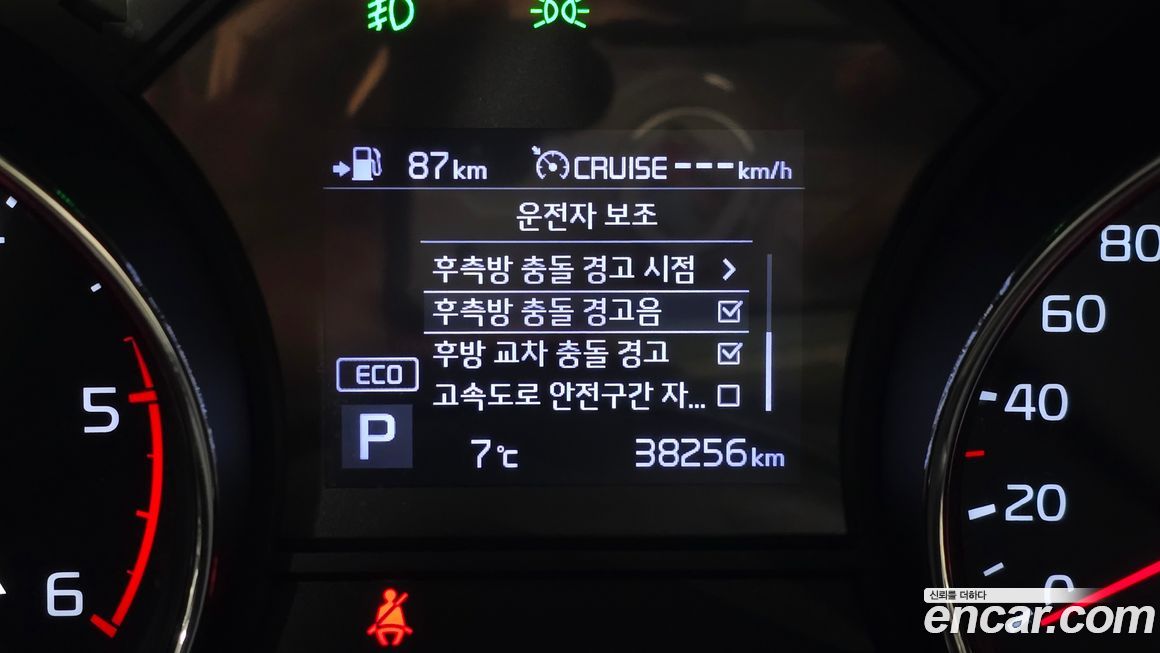 87km CRUISE---km/h
운전자 보조
후측방 충돌 경고 시점
후측방 충돌 경고음
후방 교차 충돌 경고
고속도로 안전구간 자...
ECO
P
7℃ 38256km
5
6
80
60
40
20
0
신뢰를 더하다
encar.com